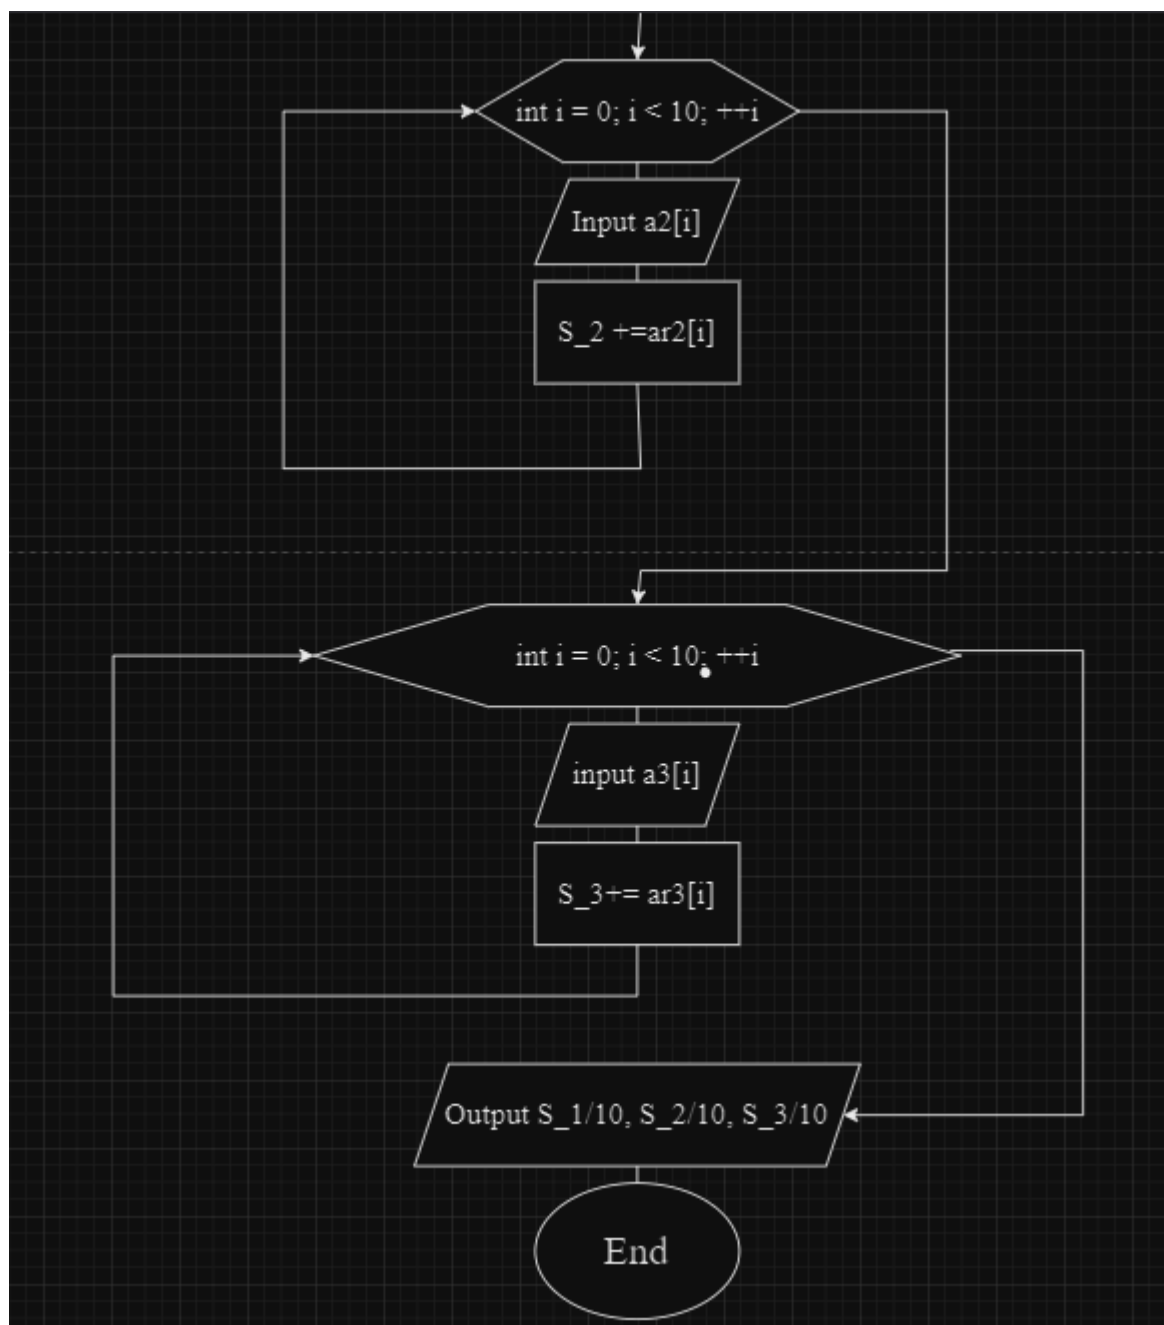 int i = 0; i < 10; ++i
Input a2[i]
S_2 +=ar2[i]
int i = 0; i < 10; ++i
input a3[i]
S_3+= ar3[i]
Output S_1/10, S_2/10, S_3/10
End